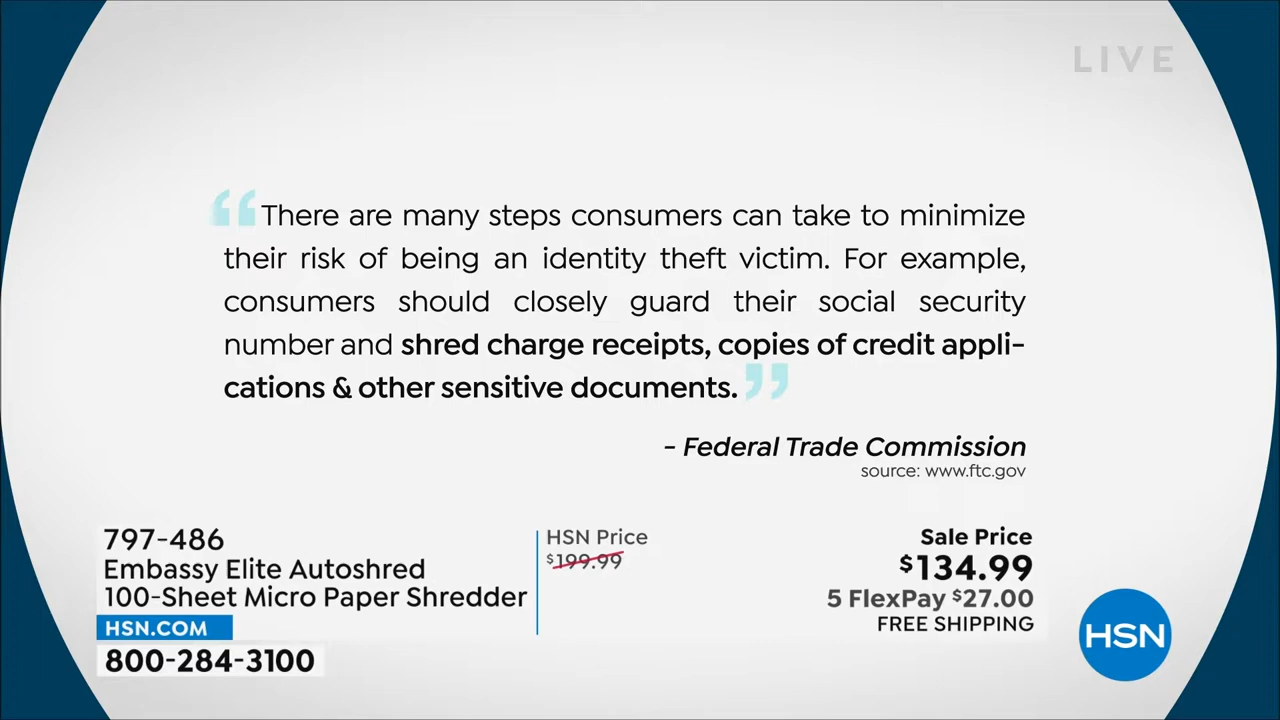 LIVE
“There are many steps consumers can take to minimize
their risk of being an identity theft victim. For example,
consumers should closely guard their social security
number and shred charge receipts, copies of credit appli-
cations & other sensitive documents.”
- Federal Trade Commission
source: www.ftc.gov
797-486
Embassy Elite Autoshred
100-Sheet Micro Paper Shredder
HSN.COM
800-284-3100
HSN Price
$199.99
Sale Price
$134.99
5 FlexPay $27.00
FREE SHIPPING
HSN